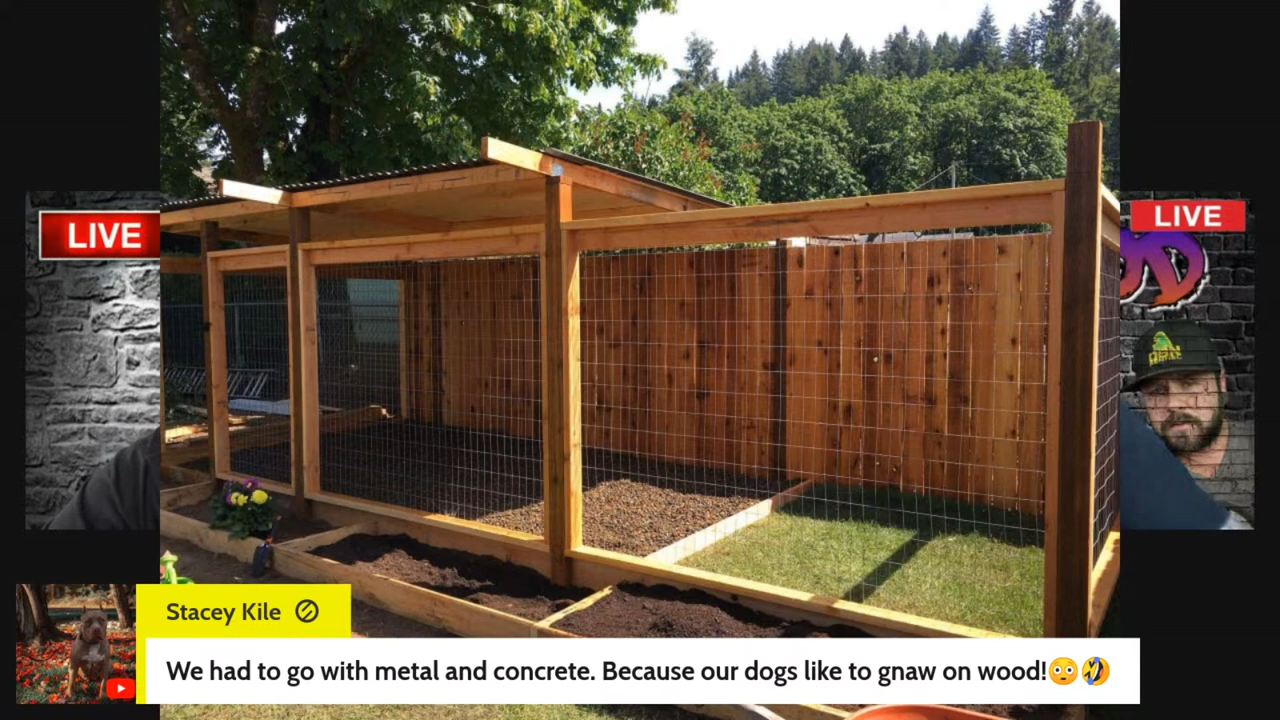 LIVE
LIVE
Stacey Kile
We had to go with metal and concrete. Because our dogs like to gnaw on wood!😳🤣